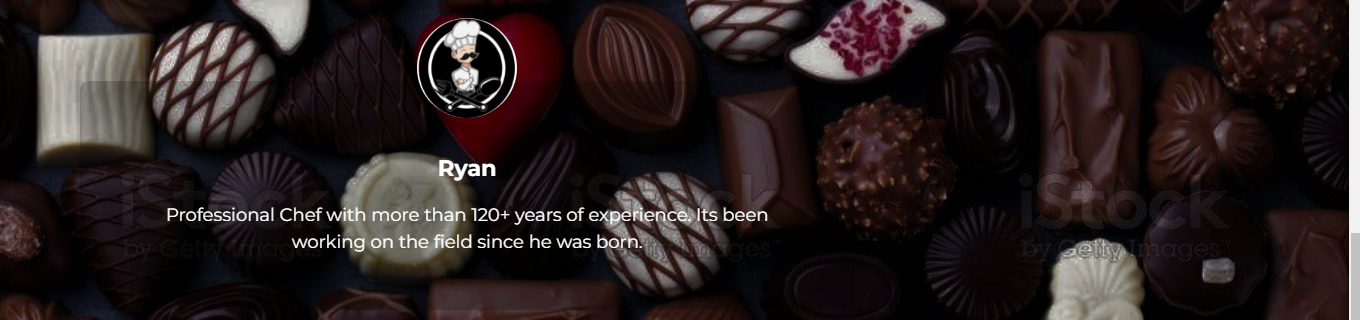 Ryan
Professional Chef with more than 120+ years of experience. Its been
working on the field since he was born.
iStock iStock iStock
by Getty Images by Getty Images by Getty Images